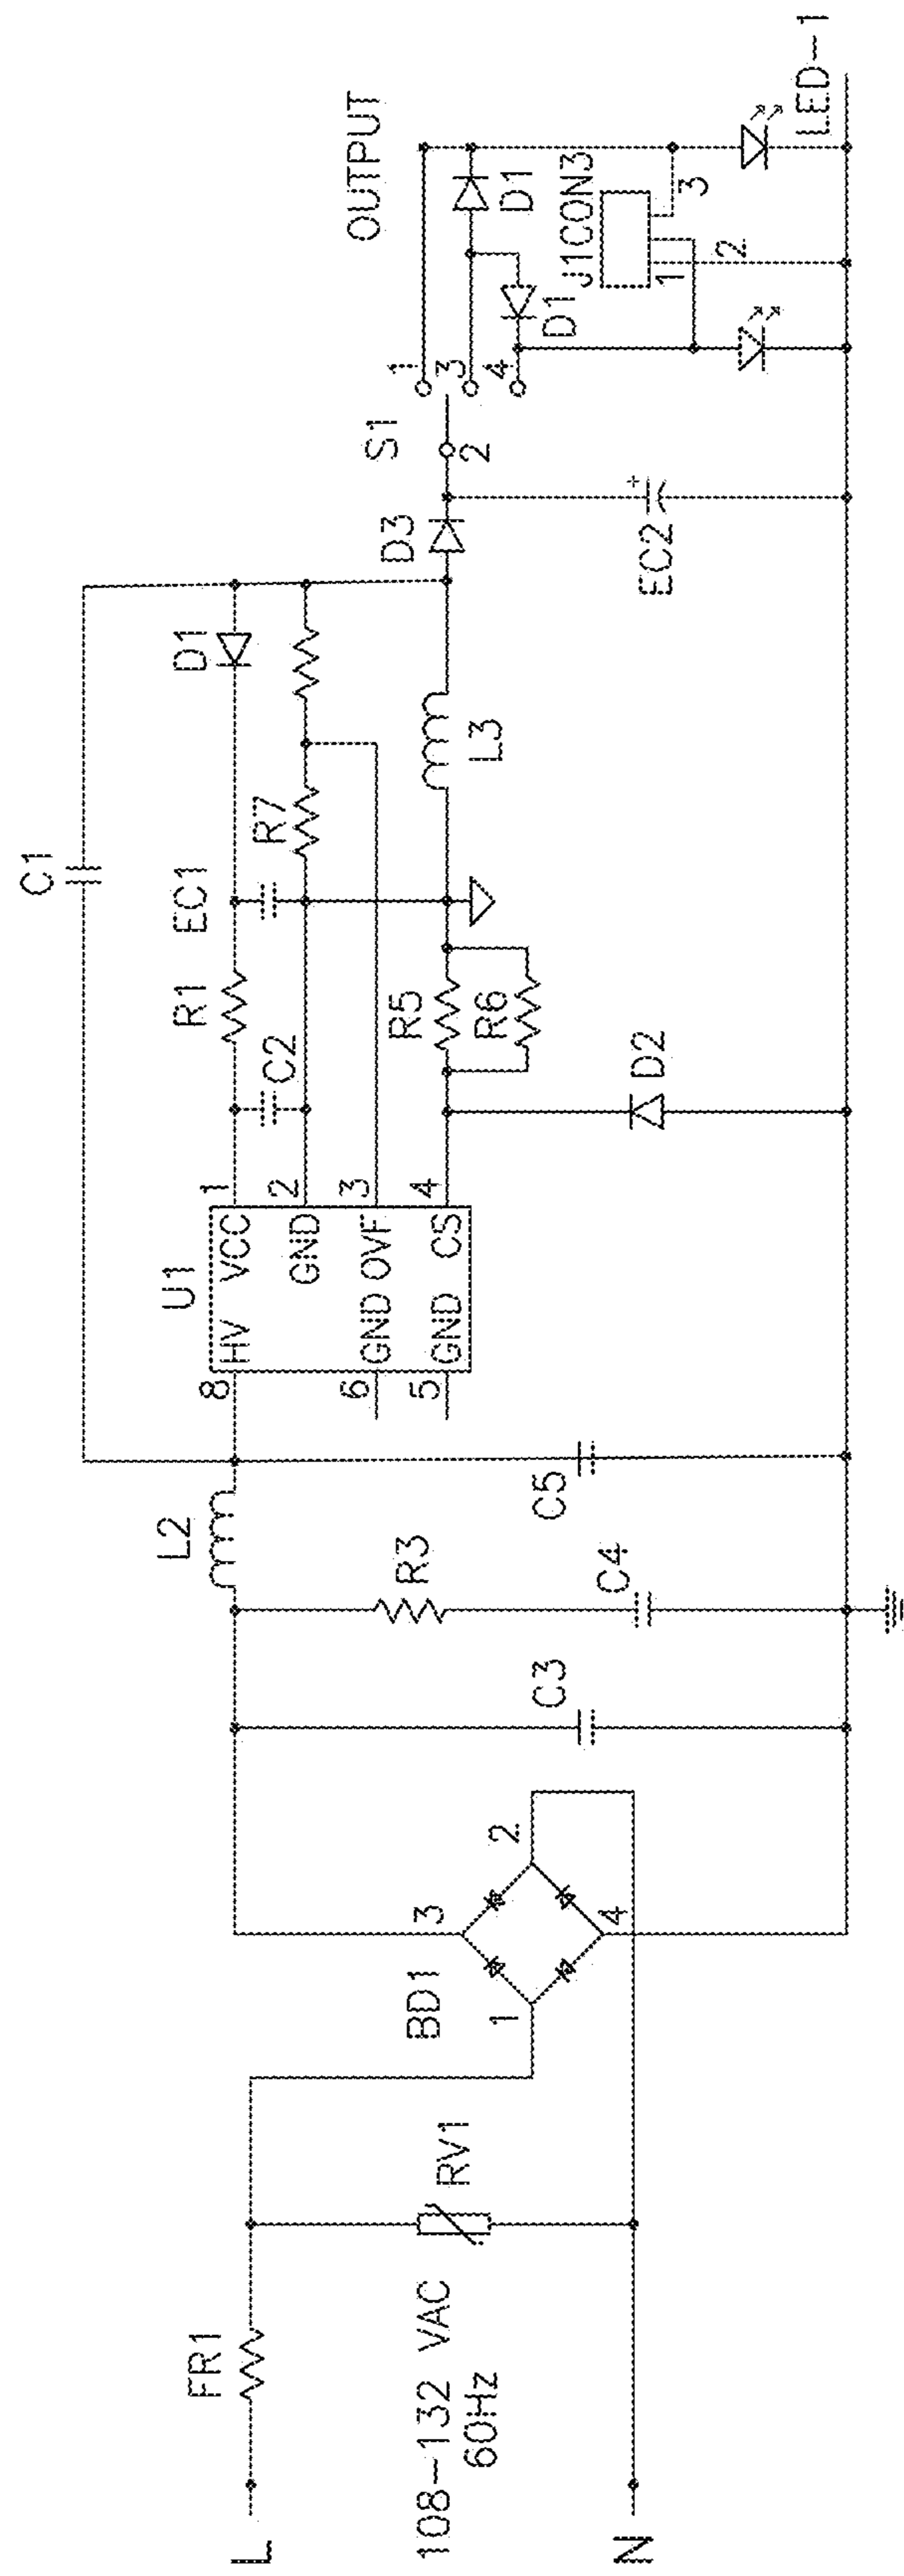 L
N
FR1
108-132 VAC
60Hz
RV1
BD1
1
2
3
4
C3
R3
C4
L2
C5
C1
U1
8
HV
VCC
1
GND
2
6
GND
OVF
3
5
GND
CS
4
C2
R1
EC1
R7
D1
R5
R6
D2
L3
D3
EC2
S1
2
1
3
4
OUTPUT
D1
D1
J1CON3
1
2
3
LED-1